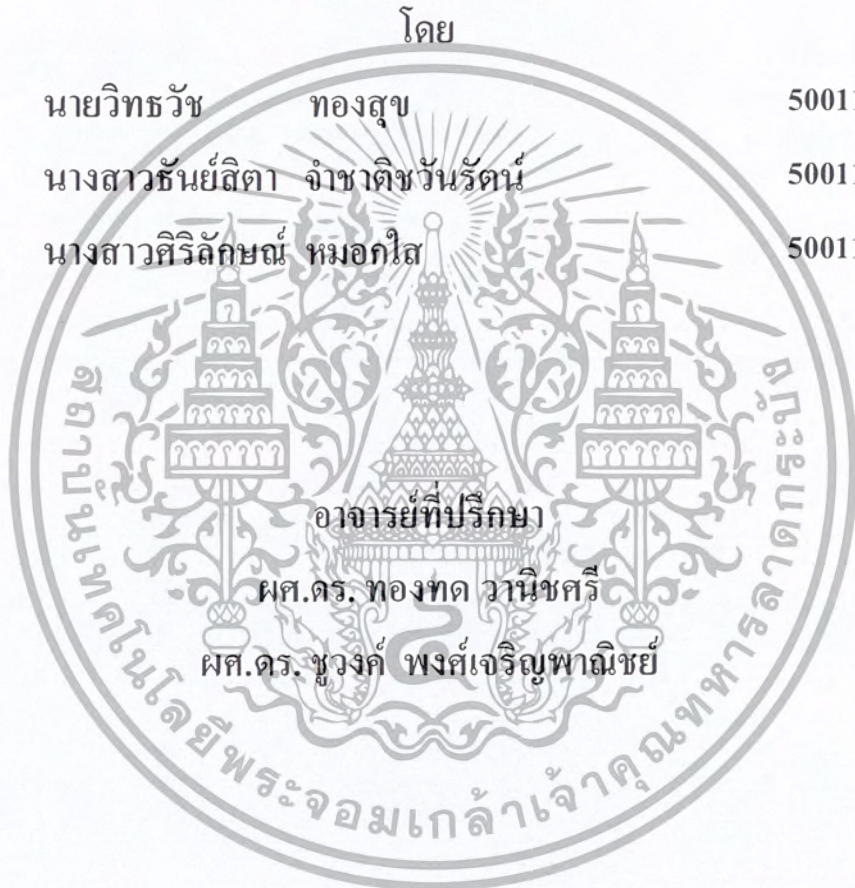 โดย
นายวิทธวัช ทองสุข 50011
นางสาวธันย์สิตา จำชาติชวันรัตน์ 50011
นางสาวศิริลักษณ์ หมอกใส 50011
อาจารย์ที่ปรึกษา
ผศ.ดร. ทองทด วานิชศรี
ผศ.ดร. ชูวงค์ พงศ์เจริญพาณิชย์
สถาบันเทคโนโลยีพระจอมเกล้าเจ้าคุณทหารลาดกระบัง